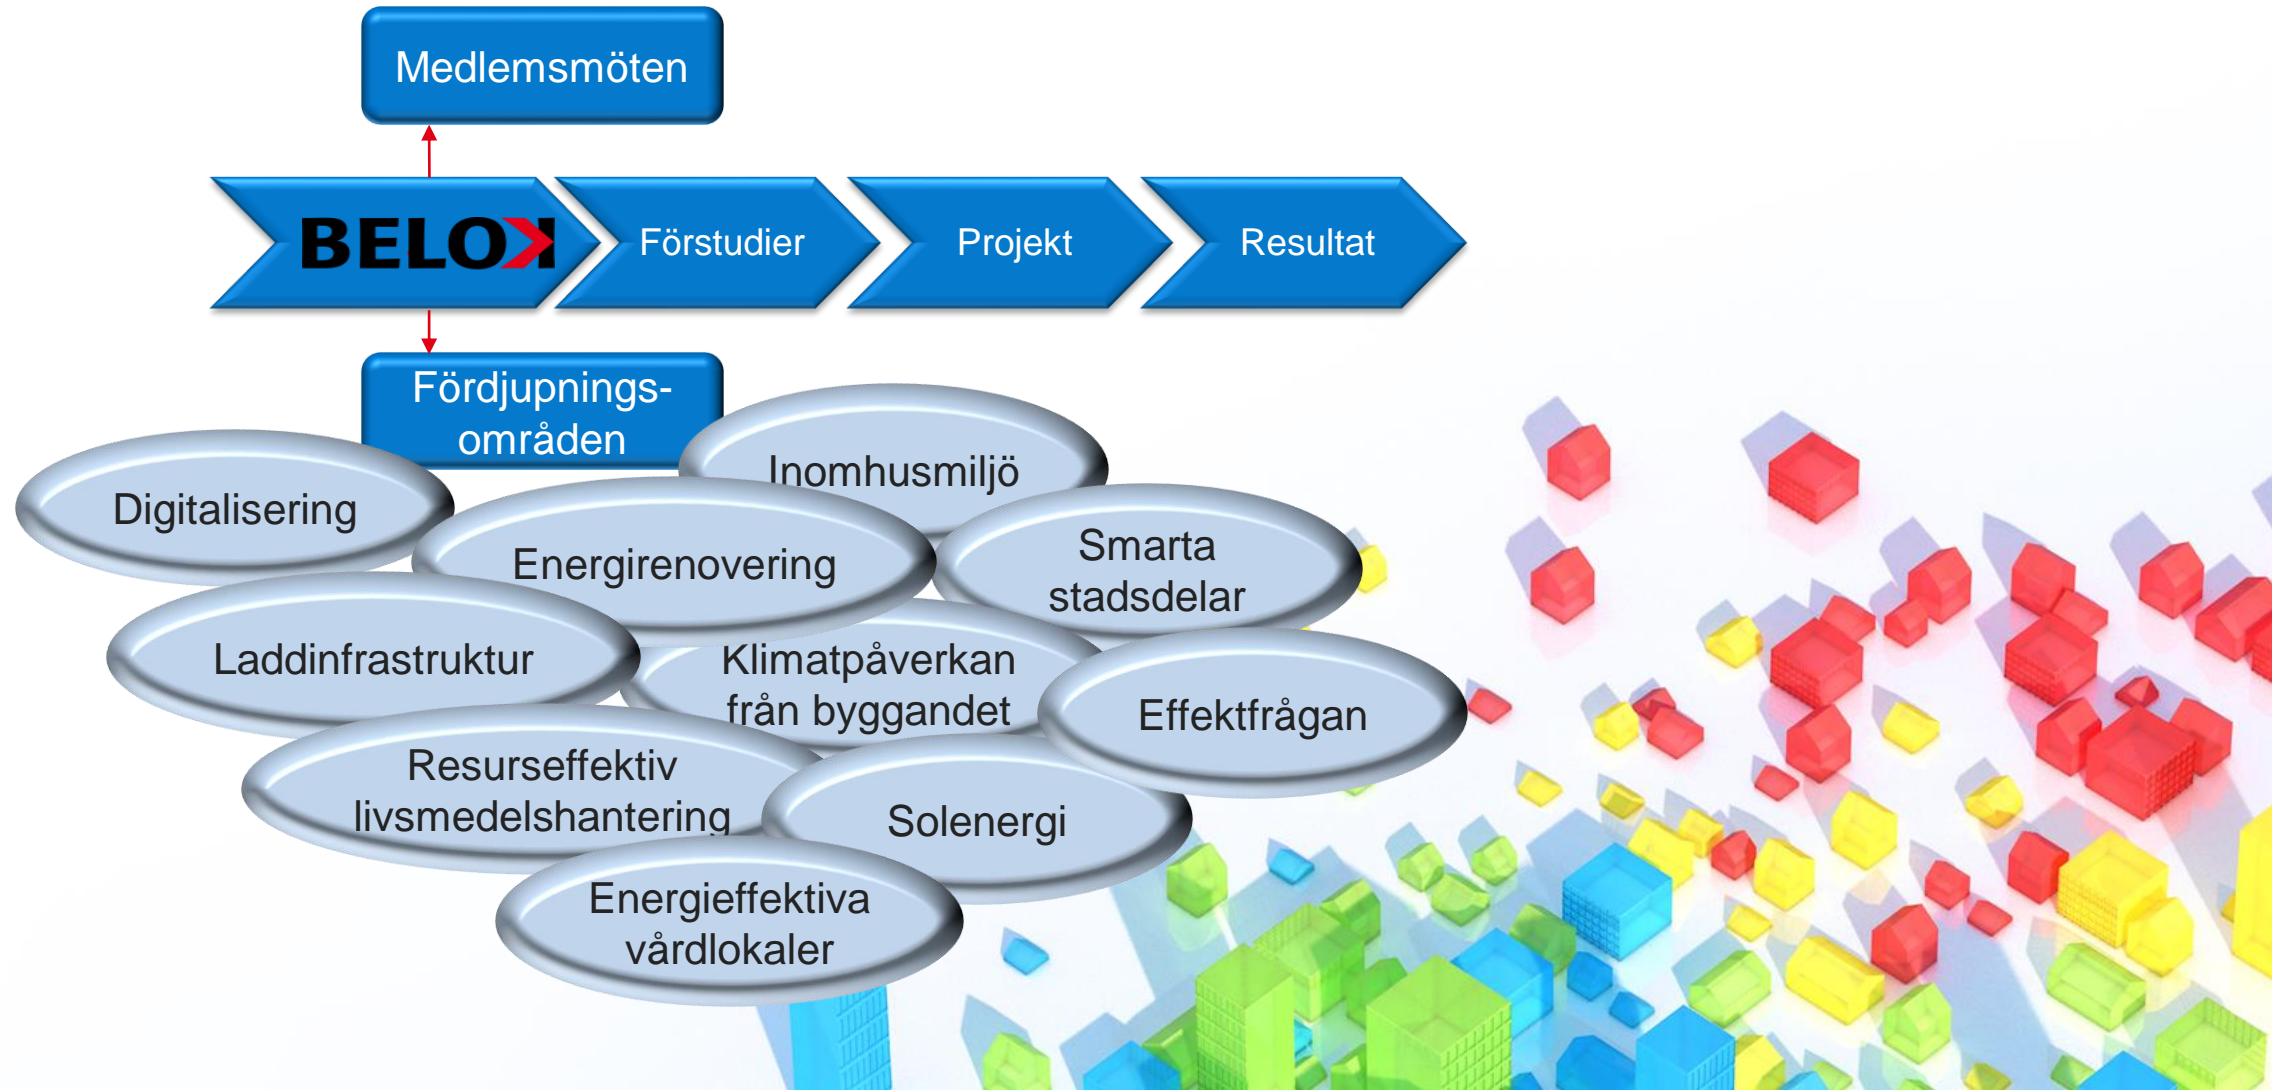 Medlemsmöten
BELOK
Förstudier
Projekt
Resultat
Fördjupnings-
områden
Inomhusmiljö
Digitalisering
Energirenovering
Smarta
stadsdelar
Laddinfrastruktur
Klimatpåverkan
från byggandet
Effektfrågan
Resurseffektiv
livsmedelshantering
Solenergi
Energieffektiva
vårdlokaler